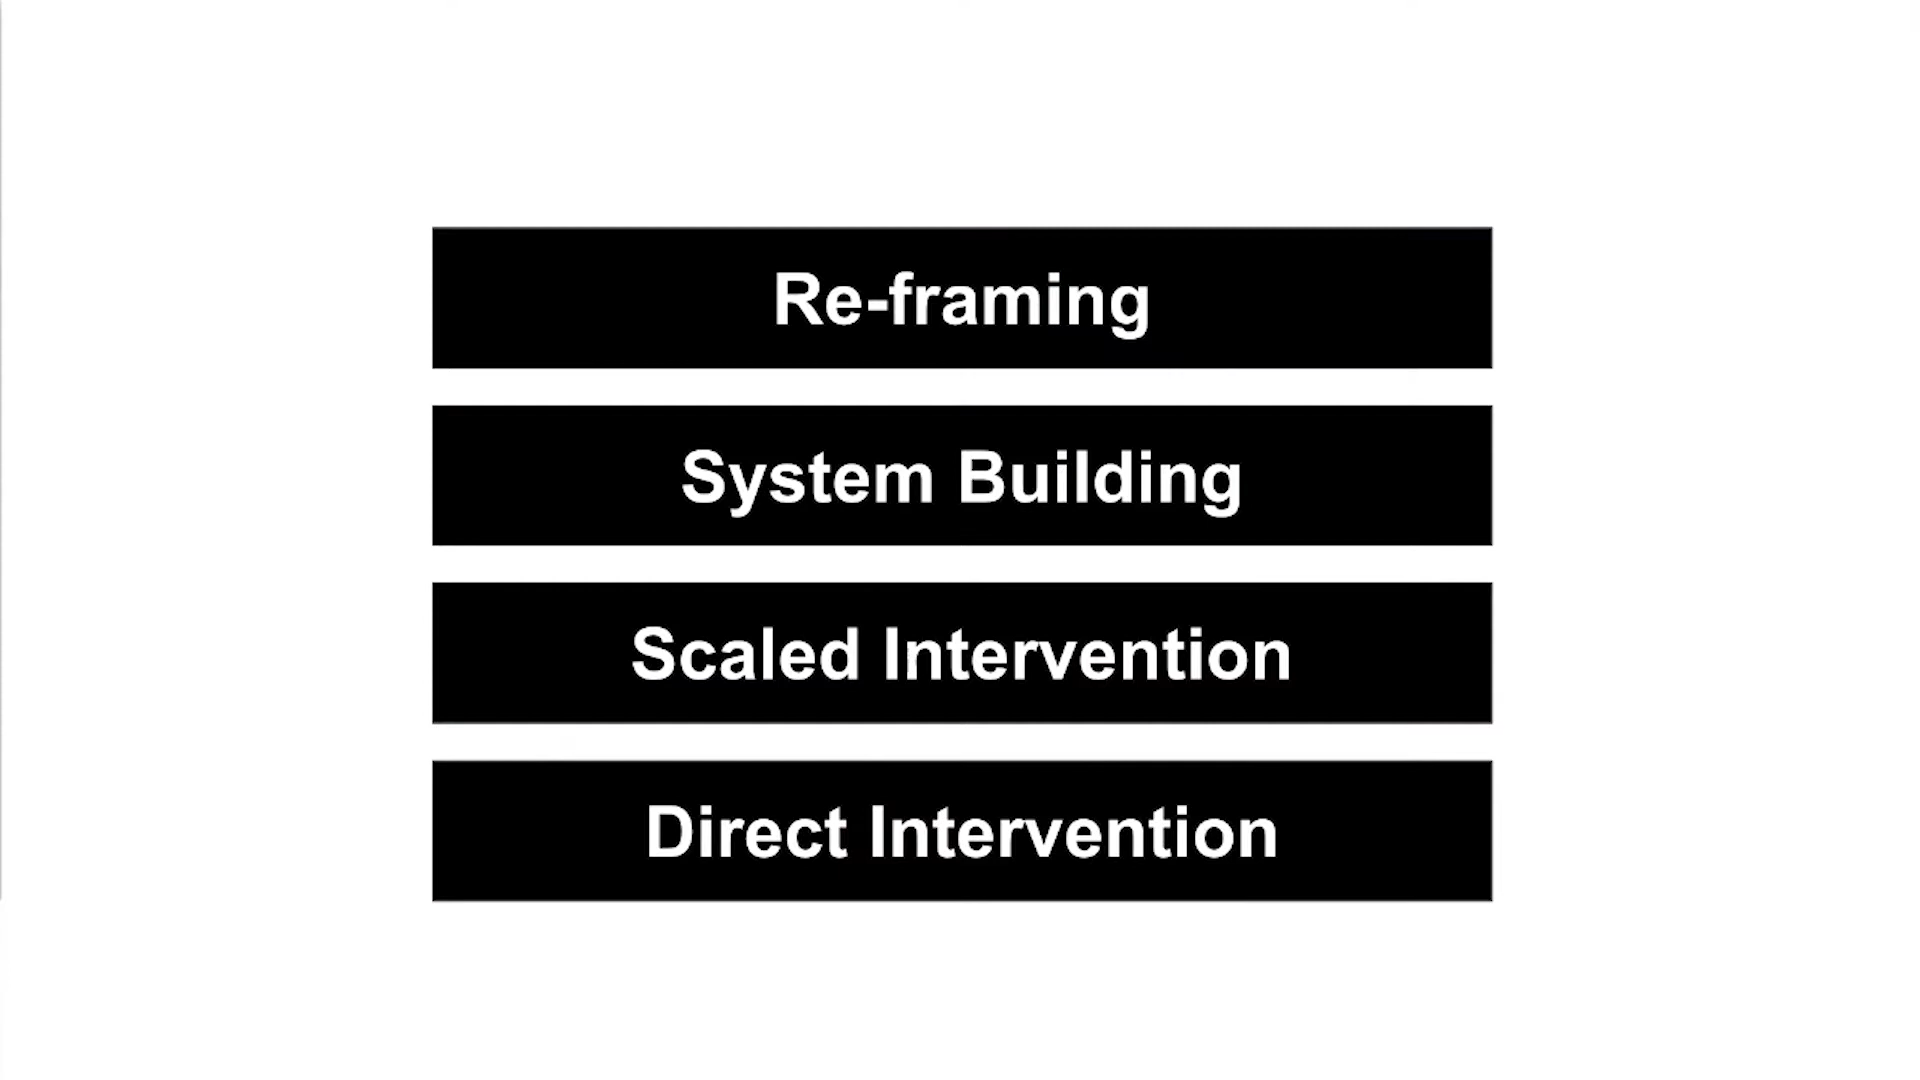 Re-framing
System Building
Scaled Intervention
Direct Intervention